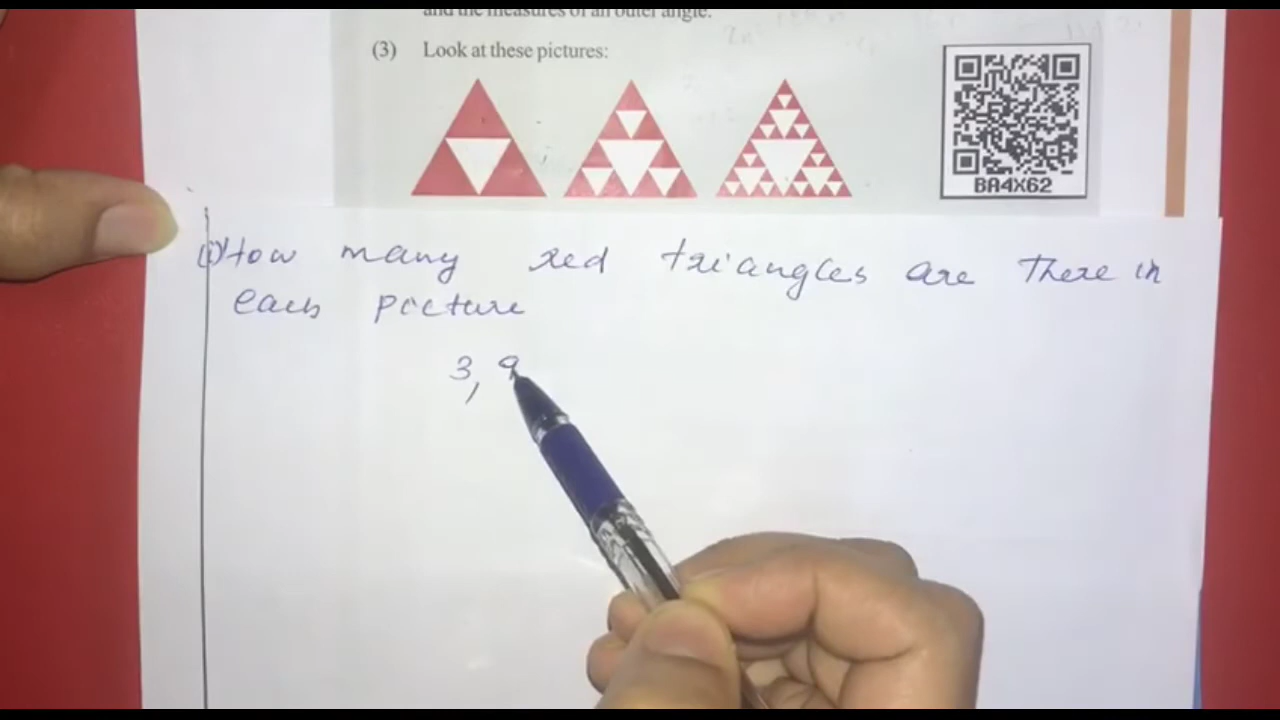 and the measures of an outer angle.
(3) Look at these pictures:
BA4X62
(i) How many red triangles are there in
each picture
3, 9